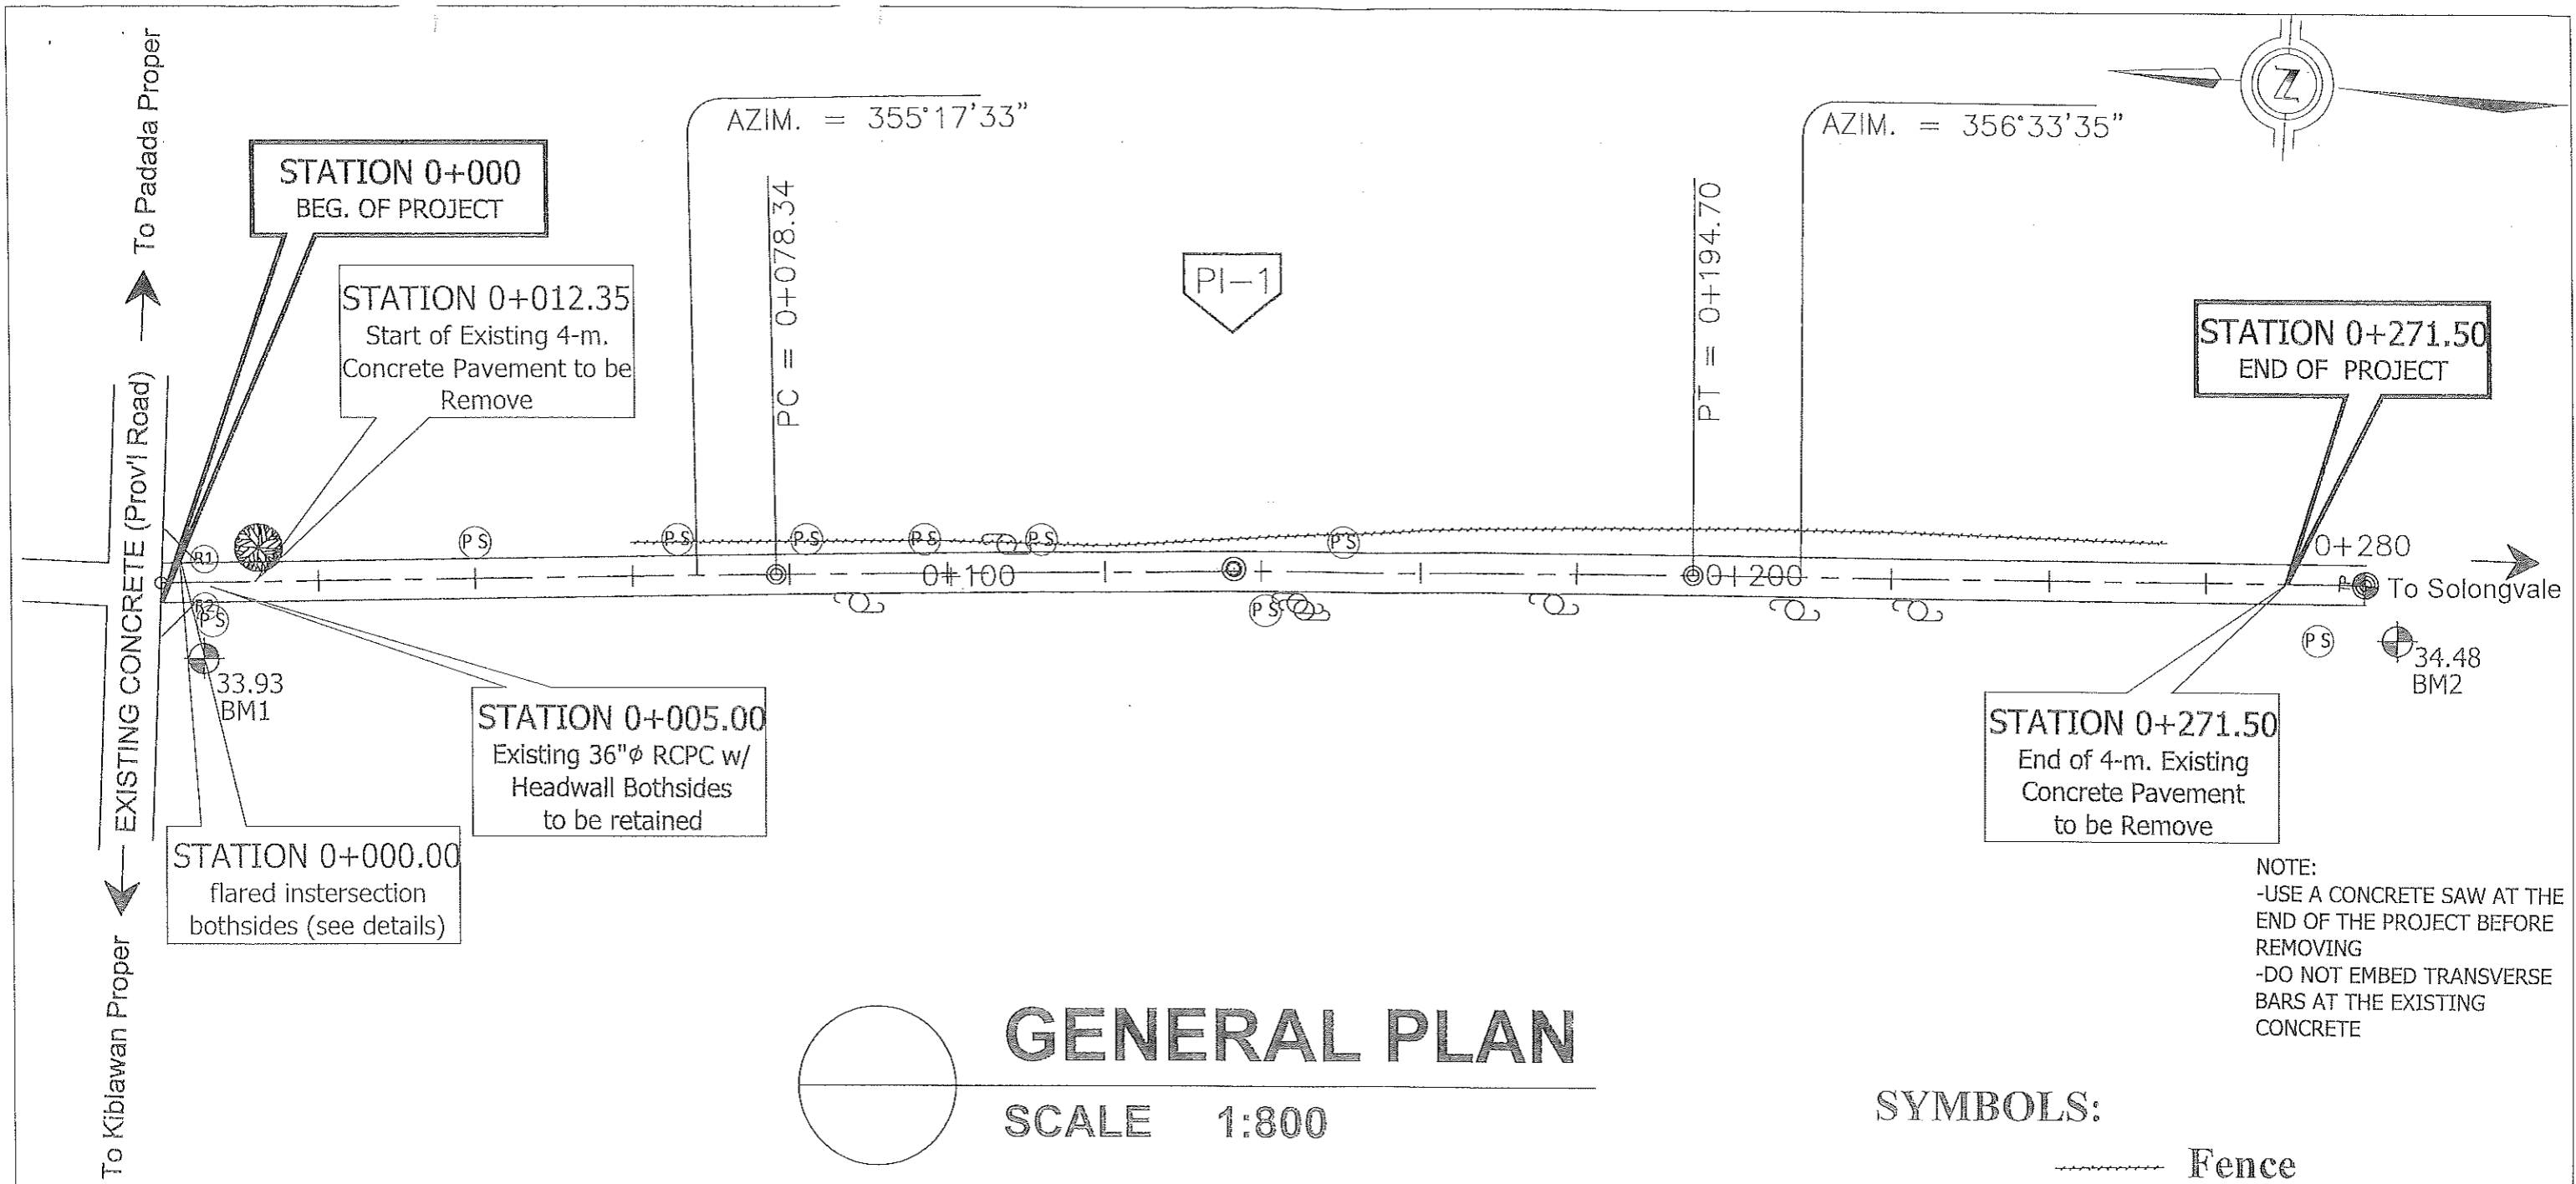 To Padada Proper
EXISTING CONCRETE (Prov'l Road)
To Kiblawan Proper
STATION 0+000
BEG. OF PROJECT
STATION 0+012.35
Start of Existing 4-m.
Concrete Pavement to be
Remove
AZIM. = 355°17'33"
PC = 0+078.34
PI-1
PT = 0+194.70
AZIM. = 356°33'35"
Z
STATION 0+271.50
END OF PROJECT
R1
P S
P S
P S
P S
P S
P S
0+100
0+200
0+280
To Solongvale
R2
P S
P S
P S
33.93
BM1
34.48
BM2
STATION 0+005.00
Existing 36"ϕ RCPC w/
Headwall Bothsides
to be retained
STATION 0+000.00
flared instersection
bothsides (see details)
STATION 0+271.50
End of 4-m. Existing
Concrete Pavement
to be Remove
NOTE:
-USE A CONCRETE SAW AT THE
END OF THE PROJECT BEFORE
REMOVING
-DO NOT EMBED TRANSVERSE
BARS AT THE EXISTING
CONCRETE
GENERAL PLAN
SCALE 1:800
SYMBOLS:
Fence